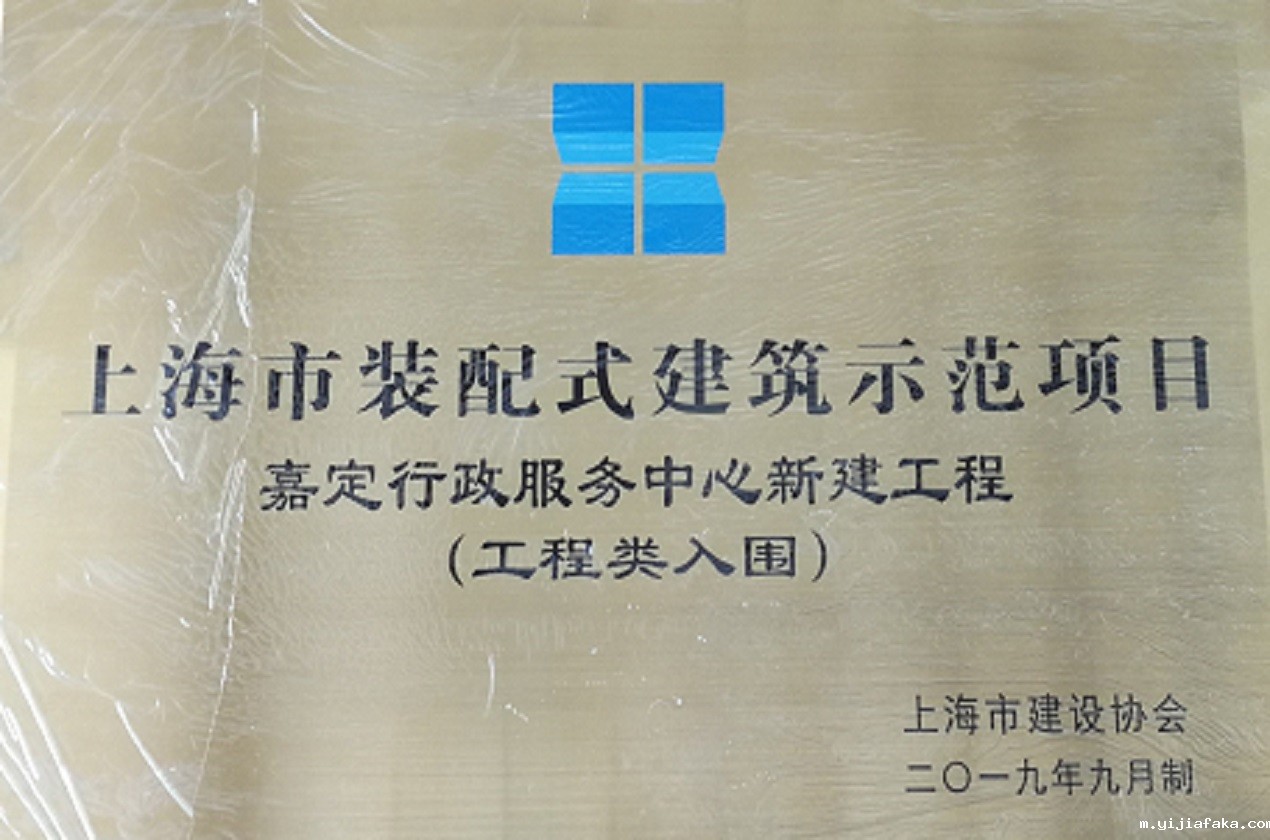 上海市装配式建筑示范项目
嘉定行政服务中心新建工程
(工程类入围)
上海市建设协会
二〇一九年九月制
m.yijiafaka.com